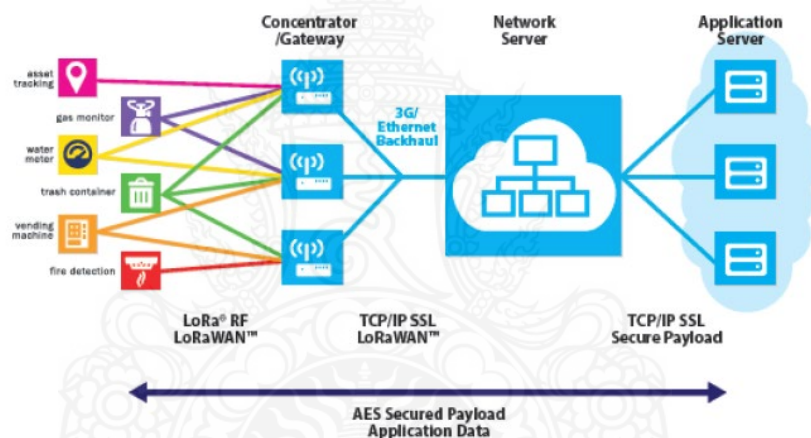 Concentrator
/Gateway
Network
Server
Application
Server
asset
tracking
gas monitor
water
meter
trash container
vending
machine
fire detection
3G/
Ethernet
Backhaul
LoRa® RF
LoRaWAN™
TCP/IP SSL
LoRaWAN™
TCP/IP SSL
Secure Payload
AES Secured Payload
Application Data